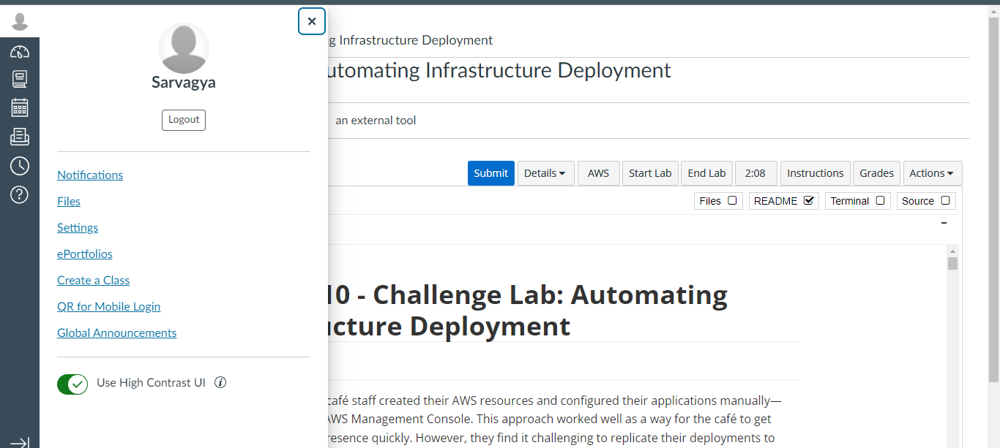 Sarvagya
Logout
Notifications
Files
Settings
ePortfolios
Create a Class
QR for Mobile Login
Global Announcements
Use High Contrast UI
Infrastructure Deployment
utomating Infrastructure Deployment
an external tool
Submit Details AWS Start Lab End Lab 2:08 Instructions Grades Actions
Files README Terminal Source
10 - Challenge Lab: Automating
ucture Deployment
café staff created their AWS resources and configured their applications manually—
AWS Management Console. This approach worked well as a way for the café to get
resence quickly. However, they find it challenging to replicate their deployments to